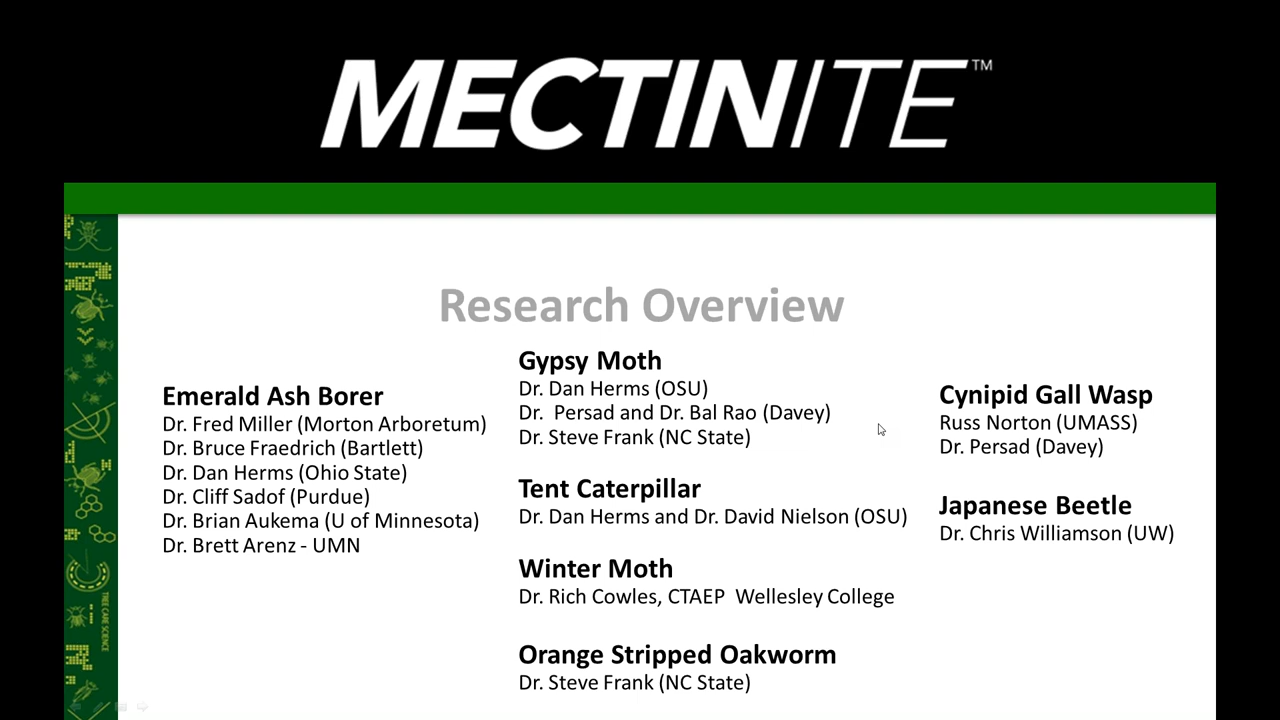 MECTINITE™
Research Overview
Emerald Ash Borer
Dr. Fred Miller (Morton Arboretum)
Dr. Bruce Fraedrich (Bartlett)
Dr. Dan Herms (Ohio State)
Dr. Cliff Sadof (Purdue)
Dr. Brian Aukema (U of Minnesota)
Dr. Brett Arenz - UMN
Gypsy Moth
Dr. Dan Herms (OSU)
Dr.  Persad and Dr. Bal Rao (Davey)
Dr. Steve Frank (NC State)
Tent Caterpillar
Dr. Dan Herms and Dr. David Nielson (OSU)
Winter Moth
Dr. Rich Cowles, CTAEP  Wellesley College
Orange Stripped Oakworm
Dr. Steve Frank (NC State)
Cynipid Gall Wasp
Russ Norton (UMASS)
Dr. Persad (Davey)
Japanese Beetle
Dr. Chris Williamson (UW)
TREE CARE SCIENCE